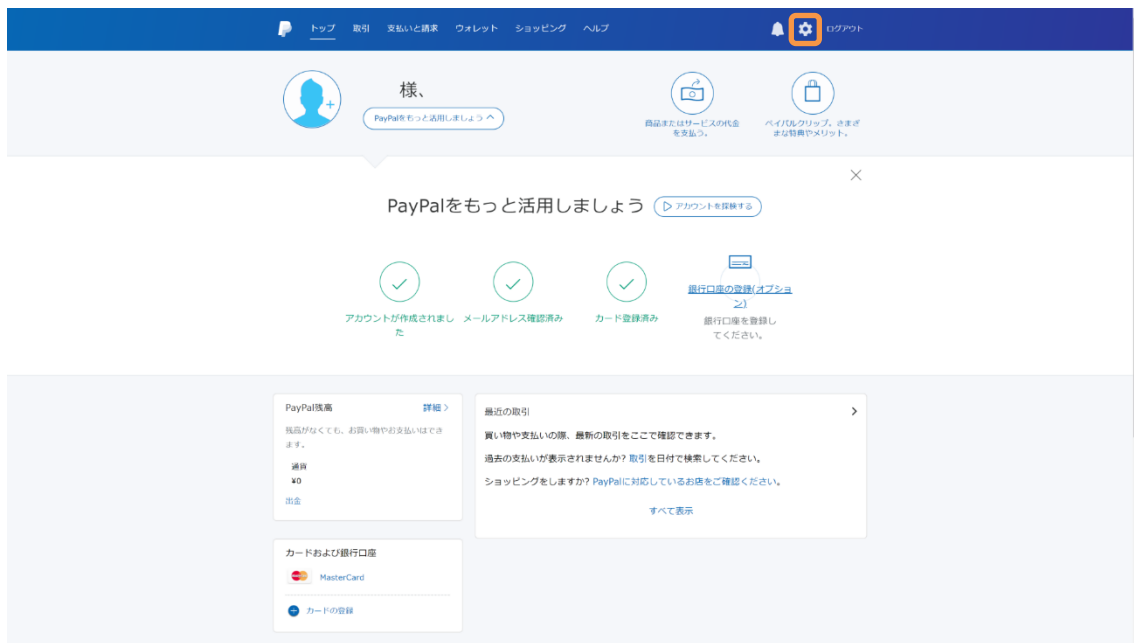 トップ 取引 支払いと請求 ウォレット ショッピング ヘルプ ログアウト
様、
PayPalをもっと活用しましょう
商品またはサービスの代金
を支払う。
ペイパルクリップ。さまざ
まな特典やメリット。
PayPalをもっと活用しましょう アカウントを探検する
アカウントが作成されまし
た
メールアドレス確認済み
カード登録済み
銀行口座の登録(オプショ
ン)
銀行口座を登録し
てください。
PayPal残高 詳細
残高がなくても、お買い物やお支払いはでき
ます。
通貨
¥0
出金
最近の取引
買い物や支払いの際、最新の取引をここで確認できます。
過去の支払いが表示されませんか? 取引を日付で検索してください。
ショッピングをしますか? PayPalに対応しているお店をご確認ください。
すべて表示
カードおよび銀行口座
MasterCard
カードの登録